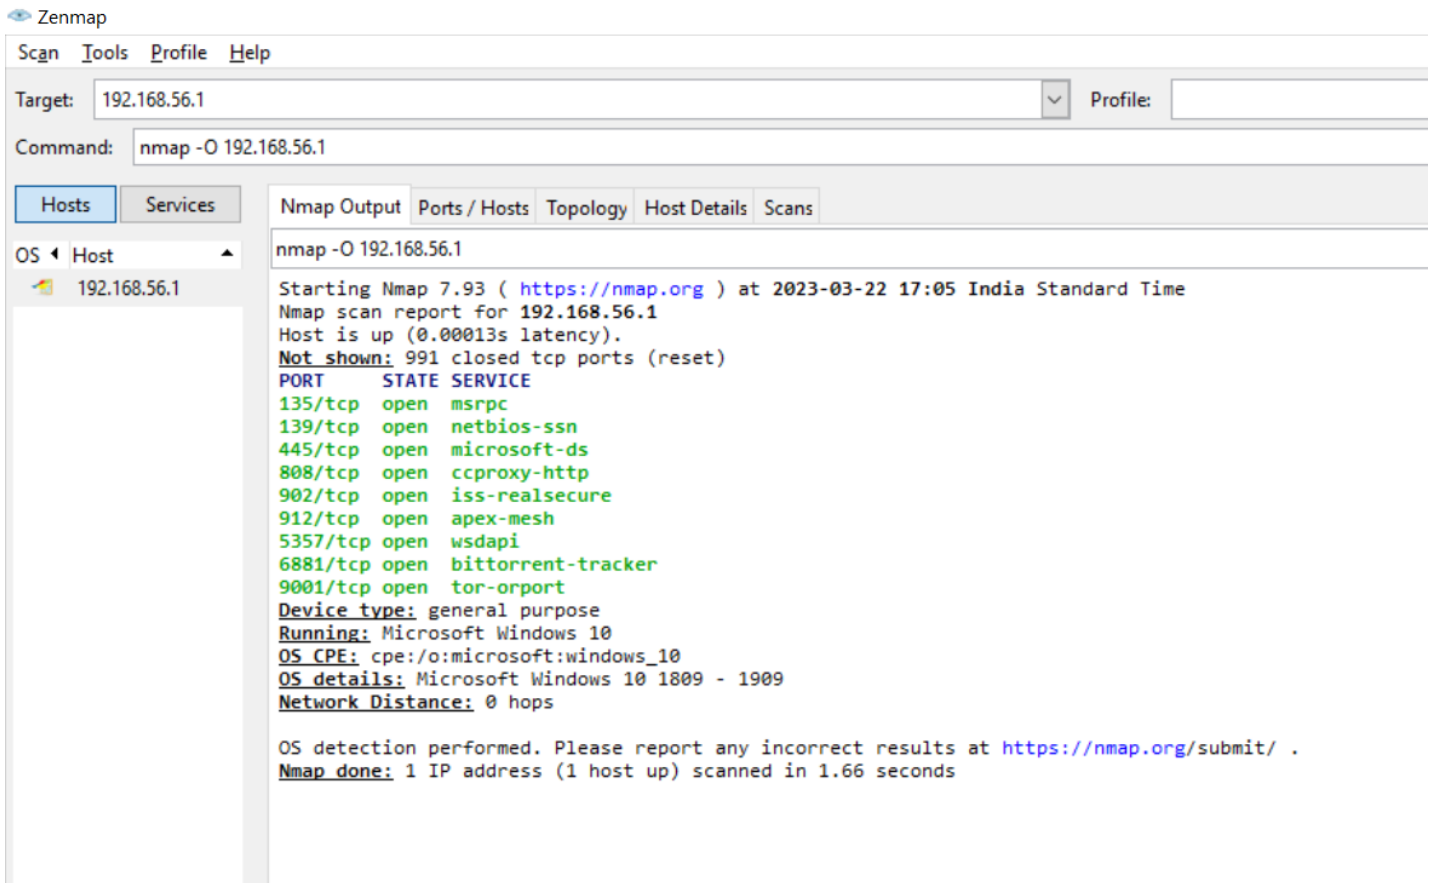 Zenmap
Scan Tools Profile Help
Target: 192.168.56.1 Profile:
Command: nmap -O 192.168.56.1
Hosts Services
Nmap Output Ports / Hosts Topology Host Details Scans
OS Host
192.168.56.1
nmap -O 192.168.56.1
Starting Nmap 7.93 ( https://nmap.org ) at 2023-03-22 17:05 India Standard Time
Nmap scan report for 192.168.56.1
Host is up (0.00013s latency).
Not shown: 991 closed tcp ports (reset)
PORT STATE SERVICE
135/tcp open msrpc
139/tcp open netbios-ssn
445/tcp open microsoft-ds
808/tcp open ccproxy-http
902/tcp open iss-realsecure
912/tcp open apex-mesh
5357/tcp open wsdapi
6881/tcp open bittorrent-tracker
9001/tcp open tor-orport
Device type: general purpose
Running: Microsoft Windows 10
OS CPE: cpe:/o:microsoft:windows_10
OS details: Microsoft Windows 10 1809 - 1909
Network Distance: 0 hops
OS detection performed. Please report any incorrect results at https://nmap.org/submit/ .
Nmap done: 1 IP address (1 host up) scanned in 1.66 seconds